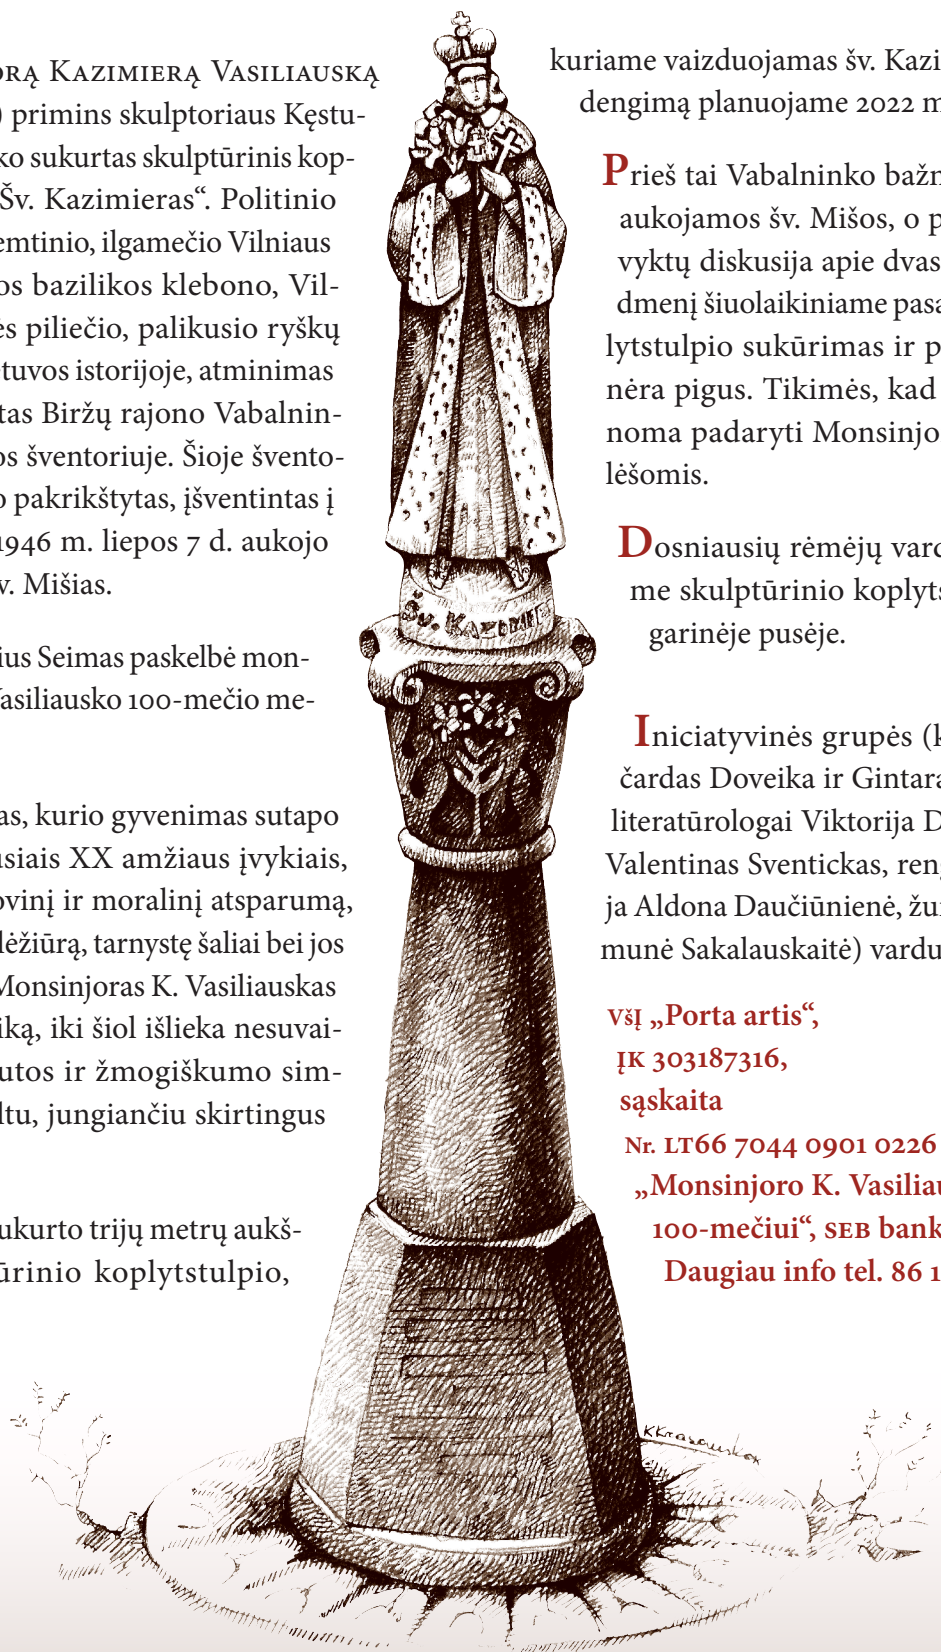 ORĄ KAZIMIERĄ VASILIAUSKĄ
) primins skulptoriaus Kęstu-
ko sukurtas skulptūrinis kop-
Šv. Kazimieras“. Politinio
emtinio, ilgamečio Vilniaus
os bazilikos klebono, Vil-
ės piliečio, palikusio ryškų
tuvos istorijoje, atminimas
tas Biržų rajono Vabalnin-
os šventoriuje. Šioje švento-
o pakrikštytas, įšventintas į
1946 m. liepos 7 d. aukojo
v. Mišias.
ius Seimas paskelbė mon-
Vasiliausko 100-mečio me-
as, kurio gyvenimas sutapo
usiais XX amžiaus įvykiais,
ovinį ir moralinį atsparumą,
lėžiūrą, tarnystę šaliai bei jos
Monsinjoras K. Vasiliauskas
iką, iki šiol išlieka nesuvai-
utos ir žmogiškumo sim-
ltu, jungiančiu skirtingus
ukurto trijų metrų aukš-
ūrinio koplytstulpio,
kuriame vaizduojamas šv. Kazi
dengimą planuojame 2022 m
Prieš tai Vabalninko bažn
aukojamos šv. Mišos, o p
vyktų diskusija apie dvas
dmenį šiuolaikiniame pasa
lytstulpio sukūrimas ir p
nėra pigus. Tikimės, kad
noma padaryti Monsinjo
lėšomis.
Dosniausių rėmėjų vard
me skulptūrinio koplyts
garinėje pusėje.
Iniciatyvinės grupės (k
čardas Doveika ir Gintara
literatūrologai Viktorija D
Valentinas Sventickas, reng
ja Aldona Daučiūnienė, žu
munė Sakalauskaitė) vardu
VšĮ „Porta artis“,
ĮK 303187316,
sąskaita
Nr. LT66 7044 0901 0226
„Monsinjoro K. Vasiliau
100-mečiui“, SEB bank
Daugiau info tel. 86 1
ŠV. KAZIMIE